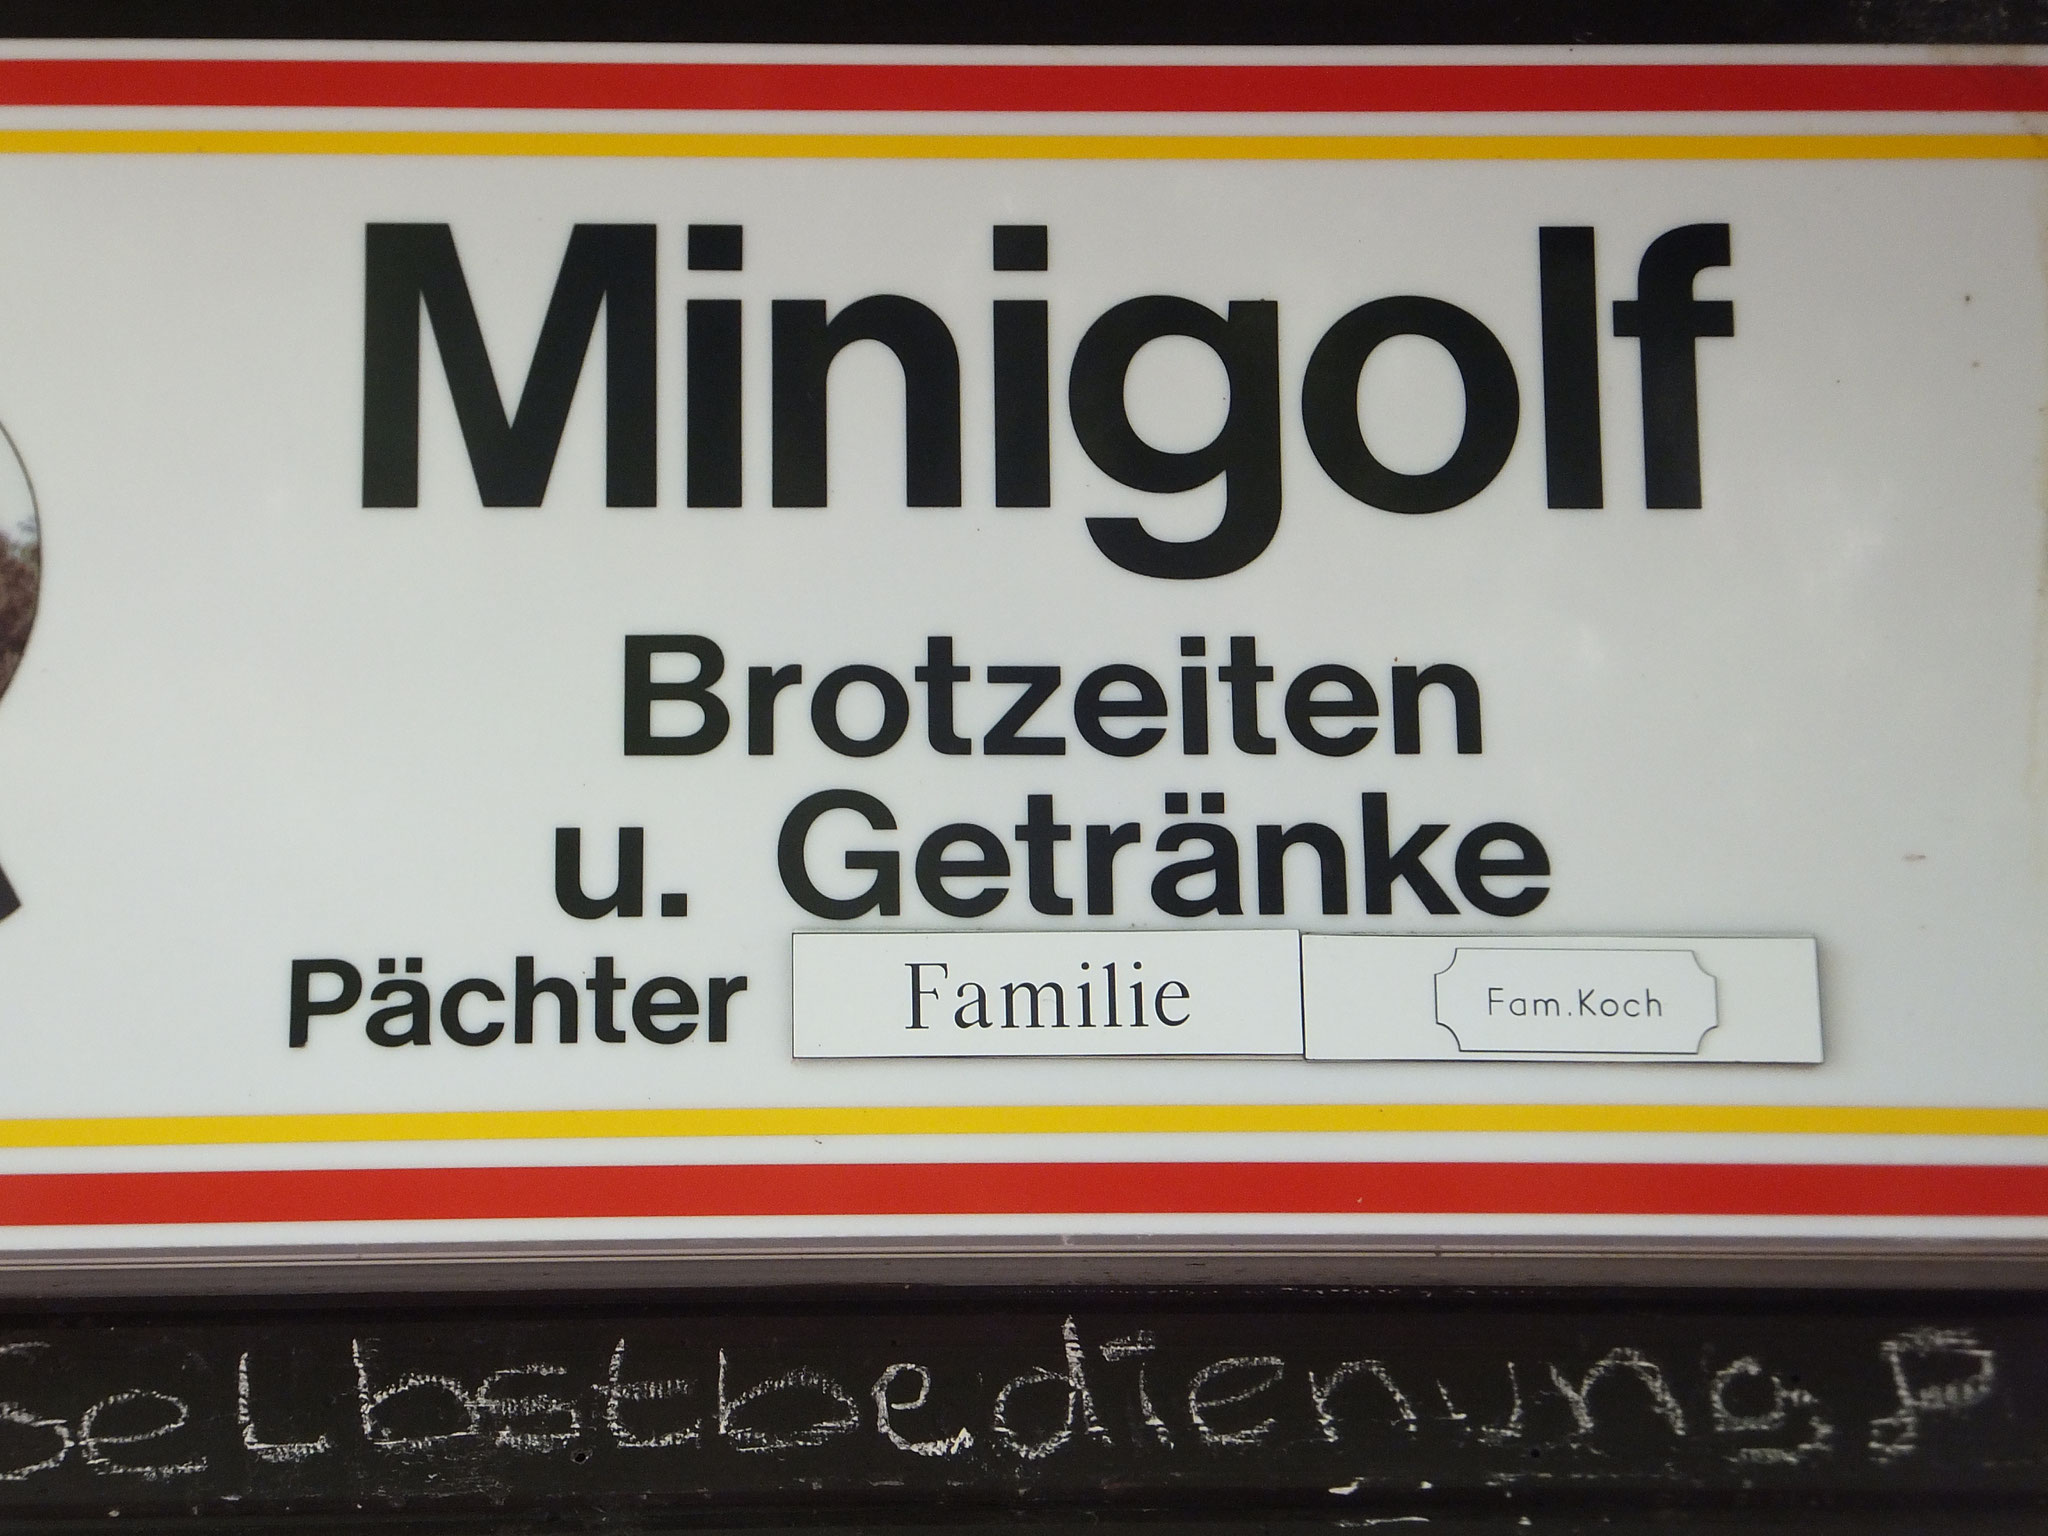 Minigolf
Brotzeiten
u. Getränke
Pächter Familie Fam.Koch
Selbstbedienung